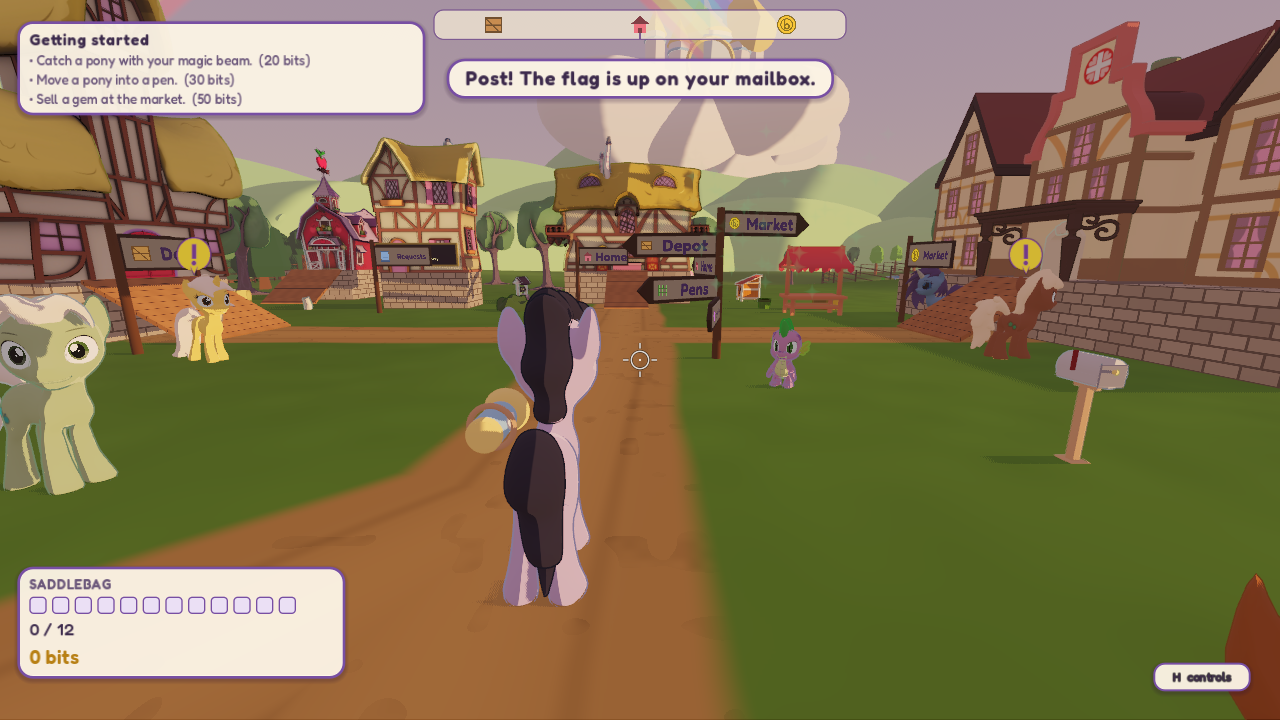 Getting started
• Catch a pony with your magic beam. (20 bits)
• Move a pony into a pen. (30 bits)
• Sell a gem at the market. (50 bits)
Post! The flag is up on your mailbox.
Market
Depot
Home
Home
Pens
Requests
Market
SADDLEBAG
0 / 12
0 bits
H controls